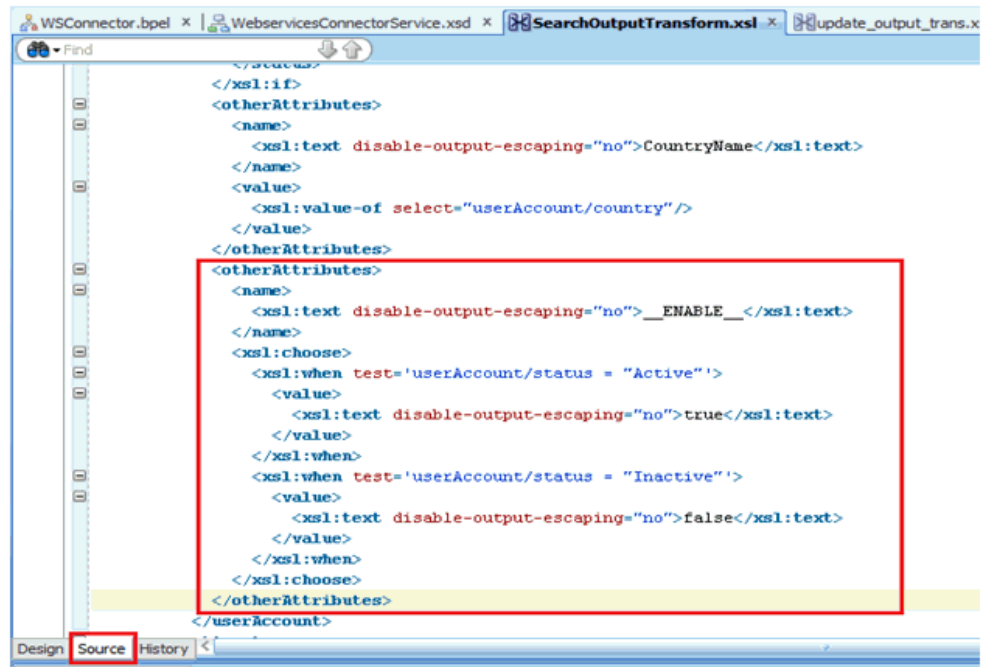 WSConnector.bpel WebservicesConnectorService.xsd SearchOutputTransform.xsl update_output_trans.x
Find
</status>
</xsl:if>
<otherAttributes>
<name>
<xsl:text disable-output-escaping="no">CountryName</xsl:text>
</name>
<value>
<xsl:value-of select="userAccount/country"/>
</value>
</otherAttributes>
<otherAttributes>
<name>
<xsl:text disable-output-escaping="no">__ENABLE__</xsl:text>
</name>
<xsl:choose>
<xsl:when test='userAccount/status = "Active"'>
<value>
<xsl:text disable-output-escaping="no">true</xsl:text>
</value>
</xsl:when>
<xsl:when test='userAccount/status = "Inactive"'>
<value>
<xsl:text disable-output-escaping="no">false</xsl:text>
</value>
</xsl:when>
</xsl:choose>
</otherAttributes>
</userAccount>
Design Source History